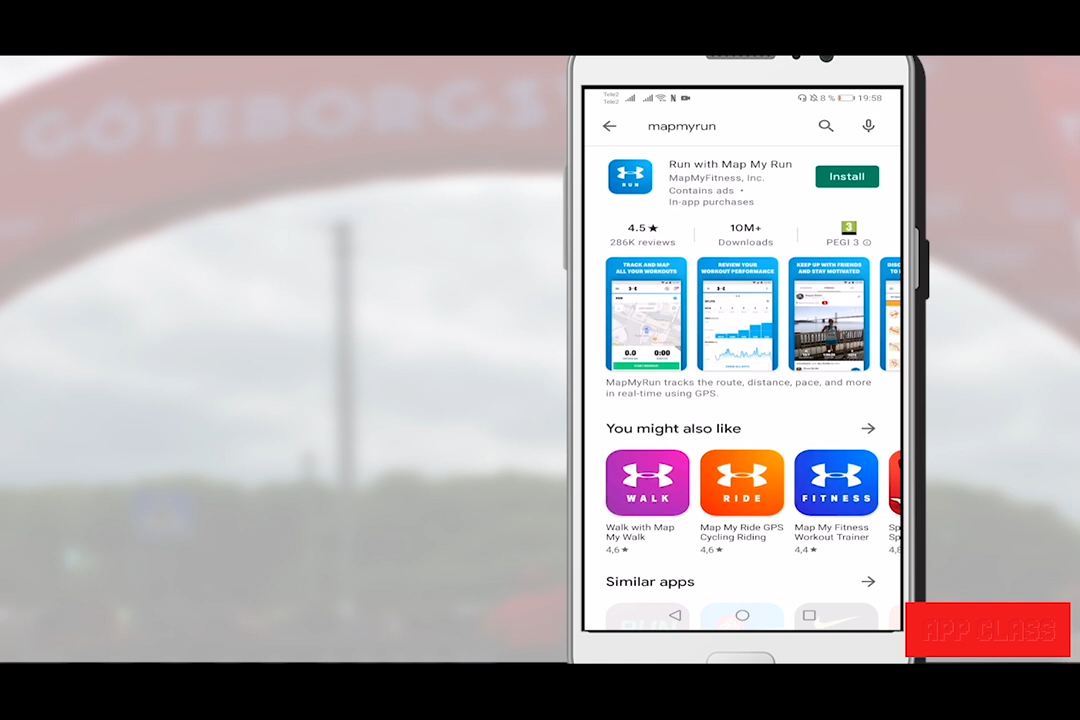 GÖTEBORGS
Tele2
Tele2
8 %
19:58
mapmyrun
Run with Map My Run
MapMyFitness, Inc.
Contains ads •
In-app purchases
Install
RUN
4.5★
286K reviews
10M+
Downloads
3
PEGI 3
TRACK AND MAP
ALL YOUR WORKOUTS
0.0
0:00
REVIEW YOUR
WORKOUT PERFORMANCE
KEEP UP WITH FRIENDS
AND STAY MOTIVATED
MapMyRun tracks the route, distance, pace, and more
in real-time using GPS.
You might also like
WALK
RIDE
FITNESS
Walk with Map
My Walk
4,6★
Map My Ride GPS
Cycling Riding
4,6★
Map My Fitness
Workout Trainer
4,4★
Similar apps
RUN
APP CLASS